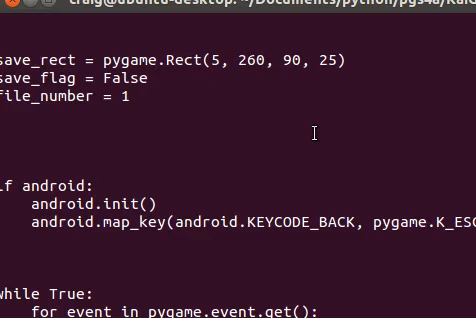 craig@ubuntu-desktop: ~/Documents/python/pgs4a/Kal
save_rect = pygame.Rect(5, 260, 90, 25)
save_flag = False
file_number = 1
if android:
    android.init()
    android.map_key(android.KEYCODE_BACK, pygame.K_ESC
while True:
    for event in pygame.event.get():